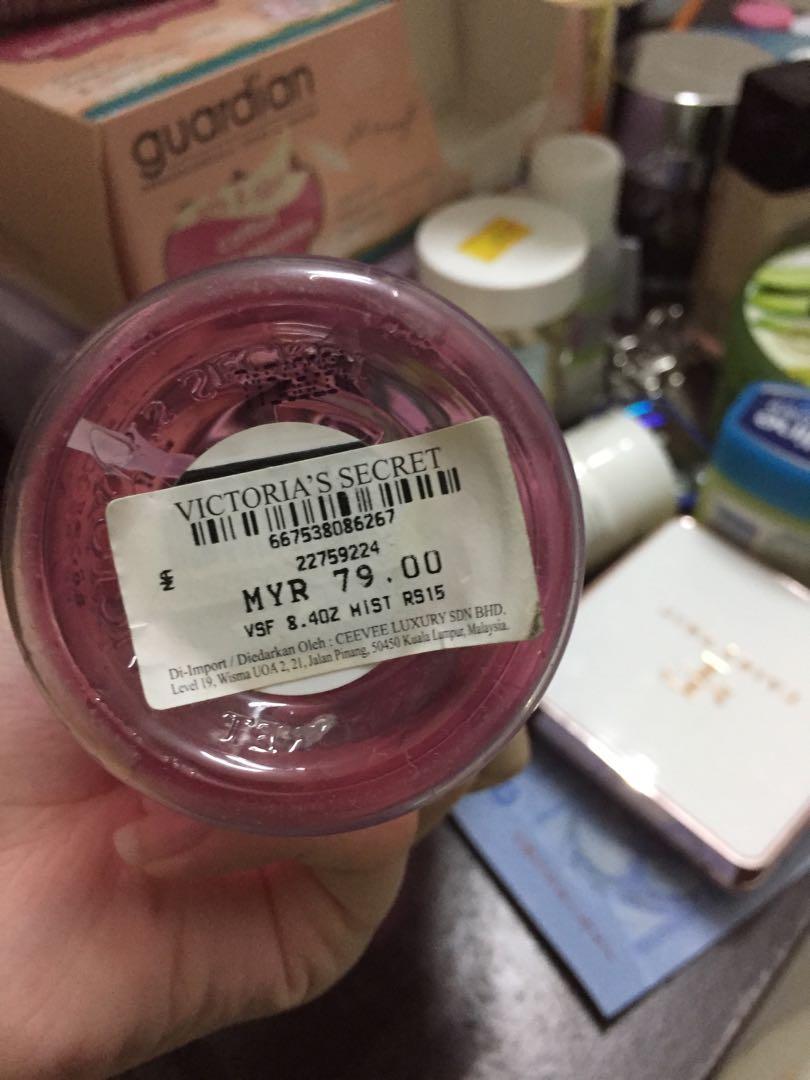 guardian
VICTORIA'S SECRET
667538086267
22759224
MYR 79.00
VSF 8.4OZ MIST RS15
Di-Import / Diedarkan Oleh : CEEVEE LUXURY SDN BHD.
Level 19, Wisma UOA 2, 21, Jalan Pinang, 50450 Kuala Lumpur, Malaysia.